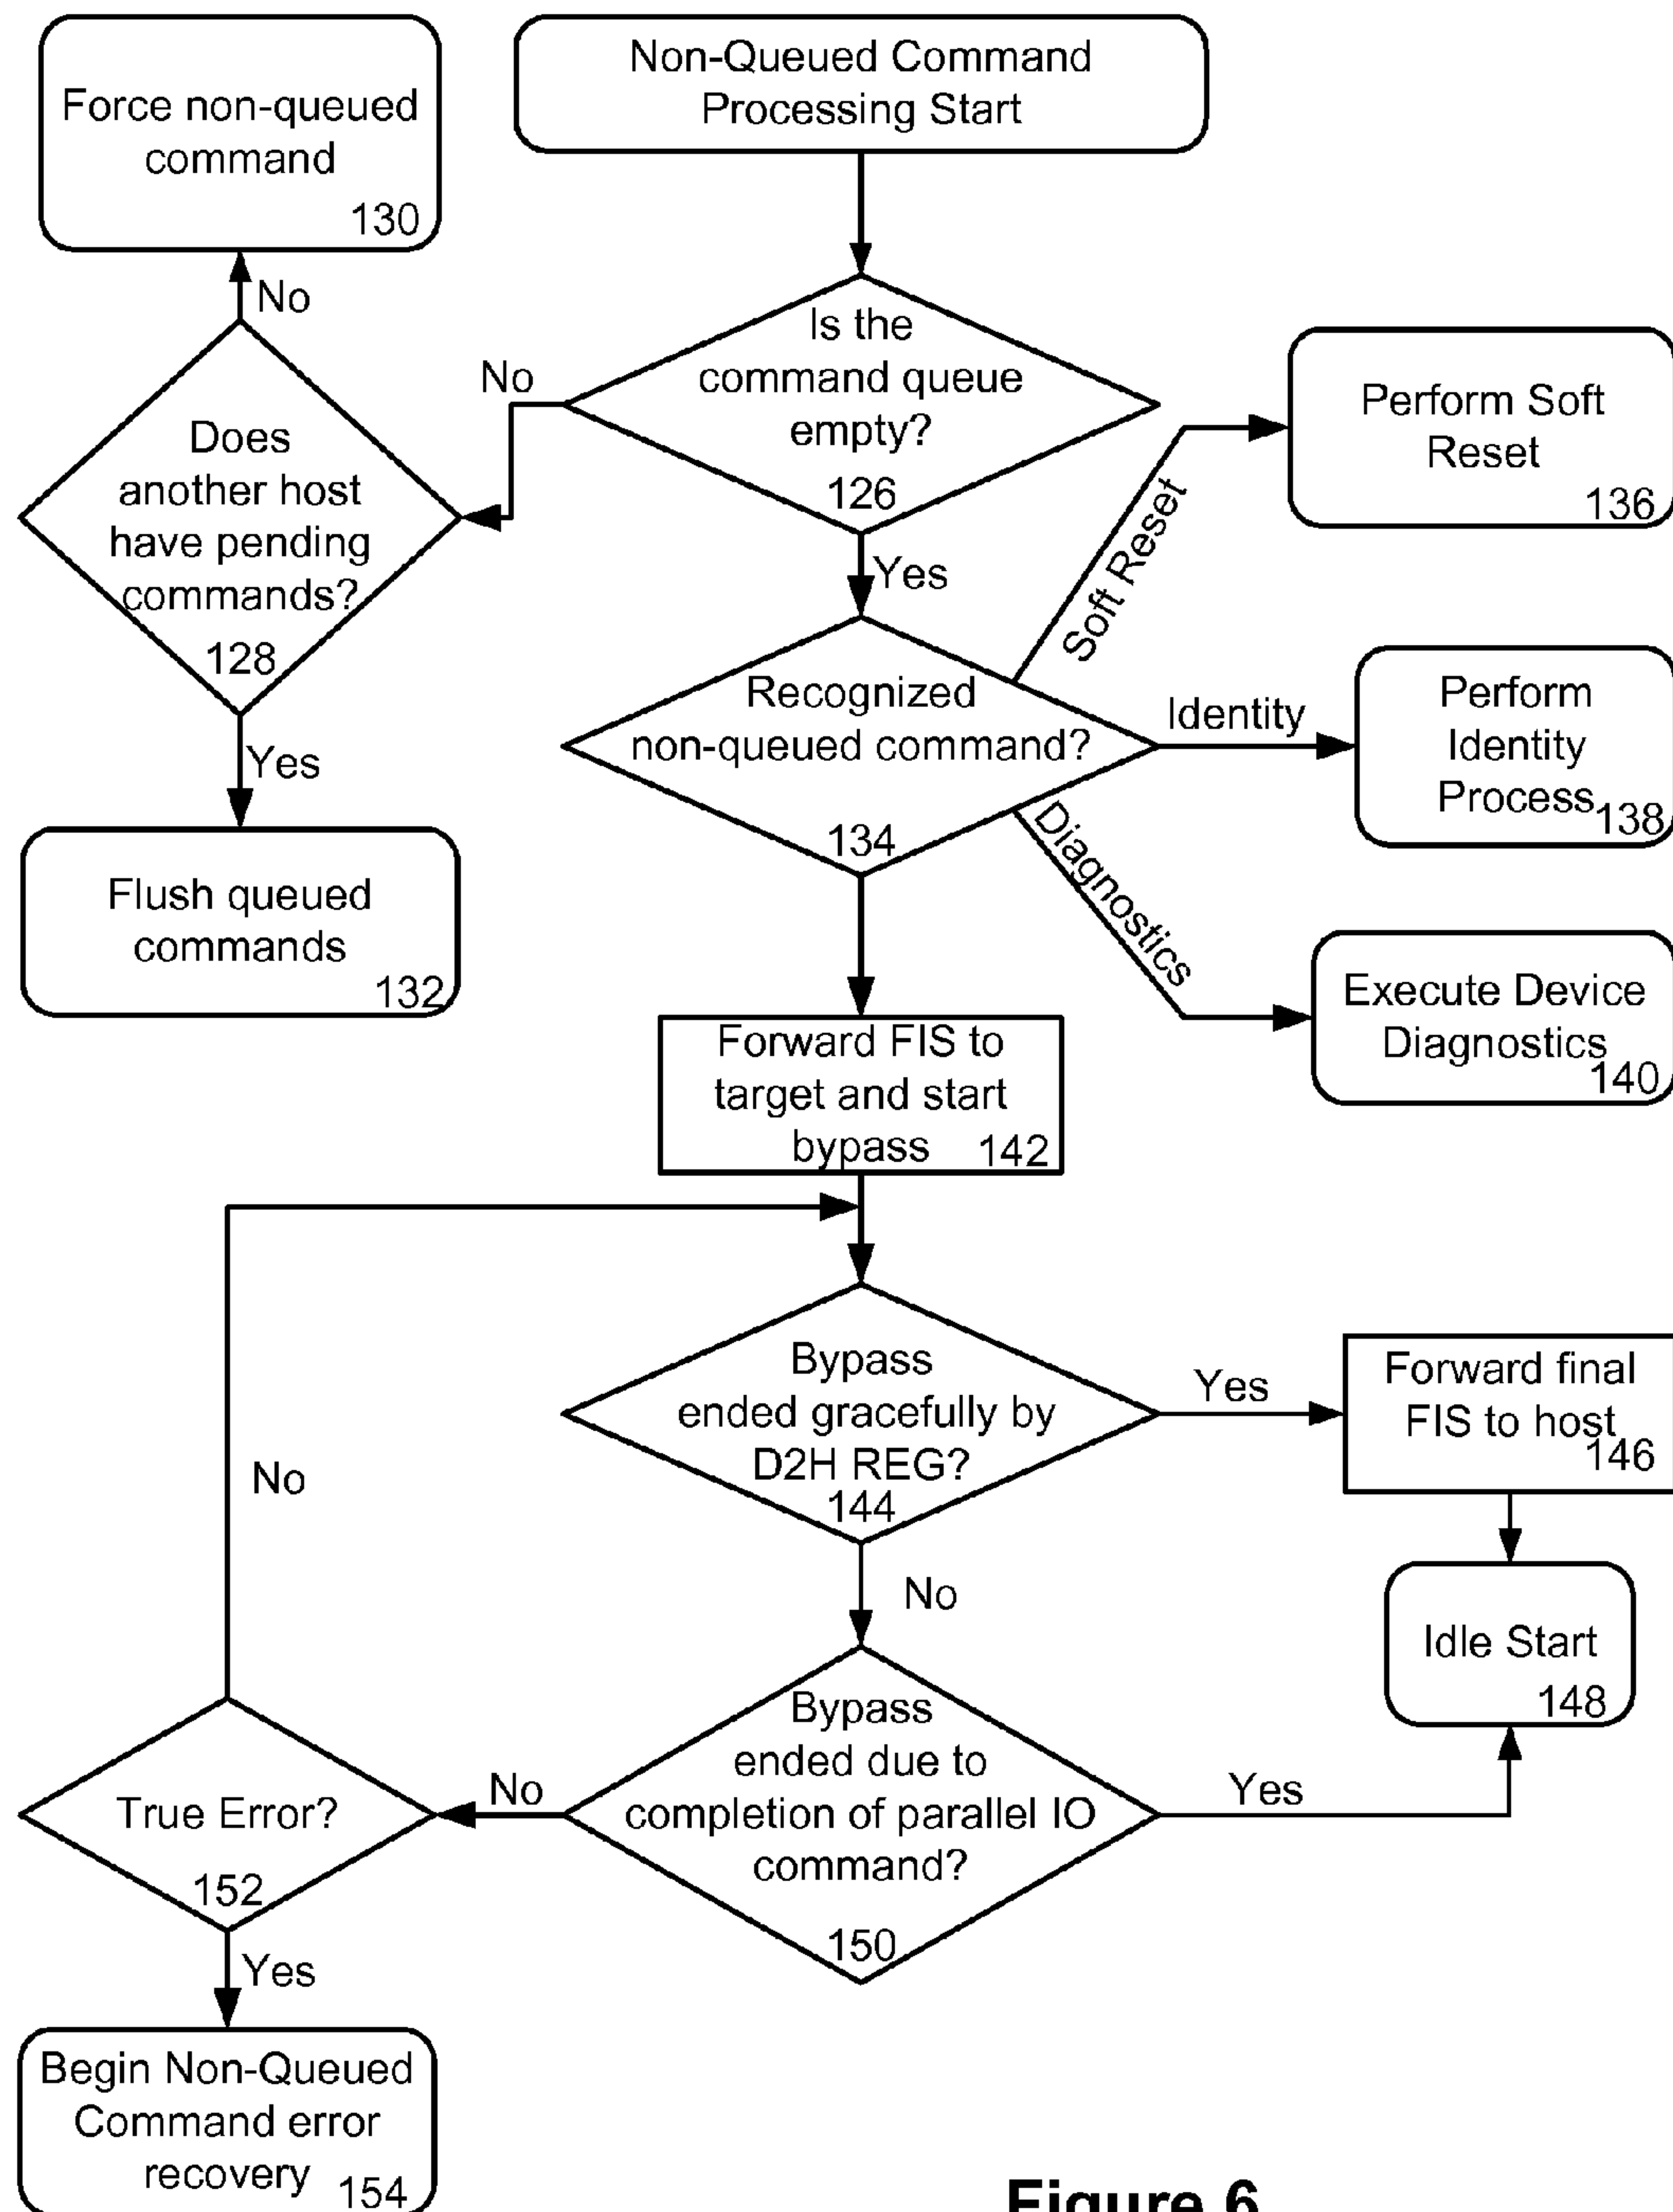 Non-Queued Command
Processing Start
Force non-queued
command
130
No
Is the
command queue
empty?
126
No
Yes
Does
another host
have pending
commands?
128
Yes
Flush queued
commands
132
Recognized
non-queued command?
134
Soft Reset
Perform Soft
Reset
136
Identity
Perform
Identity
Process
138
Diagnostics
Execute Device
Diagnostics
140
Forward FIS to
target and start
bypass 142
Bypass
ended gracefully by
D2H REG?
144
Yes
Forward final
FIS to host
146
Idle Start
148
No
Bypass
ended due to
completion of parallel IO
command?
150
Yes
No
True Error?
152
No
Yes
Begin Non-Queued
Command error
recovery 154
Figure 6